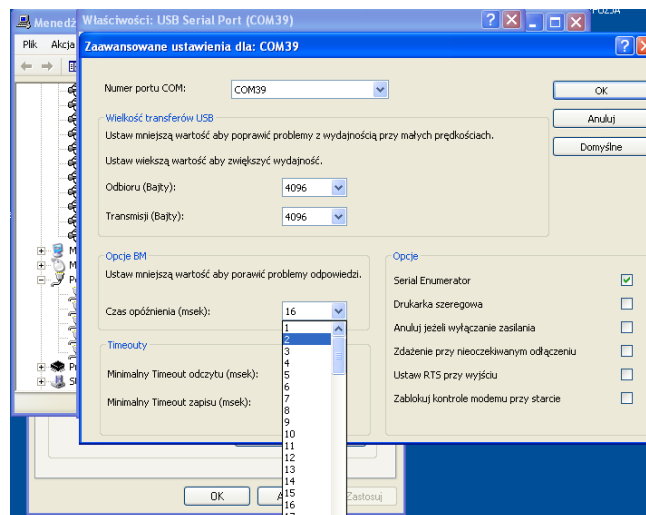 Menedż
Właściwości: USB Serial Port (COM39)
Plik Akcja
Zaawansowane ustawienia dla: COM39
Numer portu COM:
COM39
OK
Anuluj
Domyślne
Wielkość transferów USB
Ustaw mniejszą wartość aby poprawić problemy z wydajnością przy małych prędkościach.
Ustaw wiekszą wartość aby zwiększyć wydajność.
Odbioru (Bajty):
4096
Transmisji (Bajty):
4096
Opcje BM
Ustaw mniejszą wartość aby porawić problemy odpowiedzi.
Czas opóźnienia (msek):
16
1
2
3
4
5
6
7
8
9
10
11
12
13
14
15
16
17
Timeouty
Minimalny Timeout odczytu (msek):
Minimalny Timeout zapisu (msek):
Opcje
Serial Enumerator
Drukarka szeregowa
Anuluj jeżeli wyłączanie zasilania
Zdażenie przy nieoczekiwanym odłączeniu
Ustaw RTS przy wyjściu
Zablokuj kontrole modemu przy starcie
M
M
Po
Pr
St
OK
A
Zastosuj